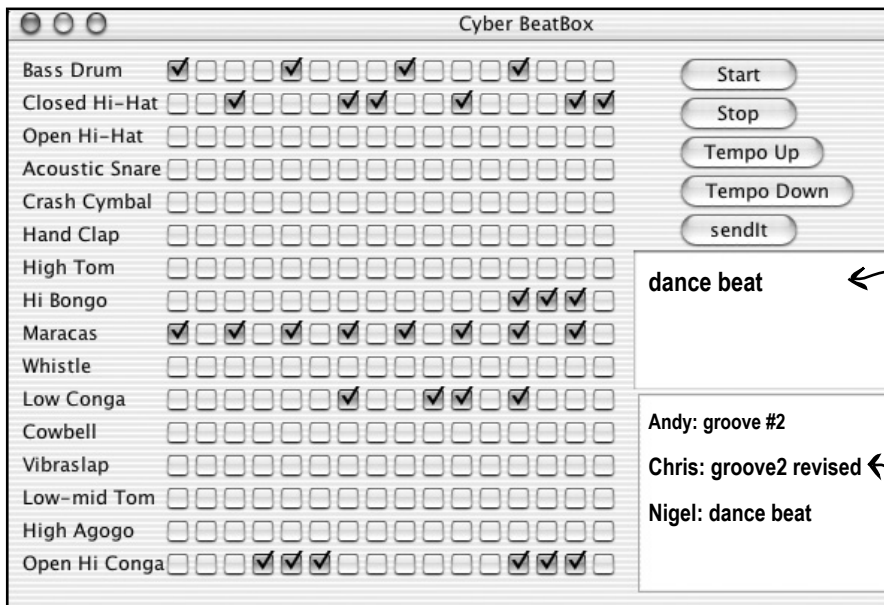 Cyber BeatBox
Bass Drum
Closed Hi-Hat
Open Hi-Hat
Acoustic Snare
Crash Cymbal
Hand Clap
High Tom
Hi Bongo
Maracas
Whistle
Low Conga
Cowbell
Vibraslap
Low-mid Tom
High Agogo
Open Hi Conga
Start
Stop
Tempo Up
Tempo Down
sendIt
dance beat
Andy: groove #2
Chris: groove2 revised
Nigel: dance beat